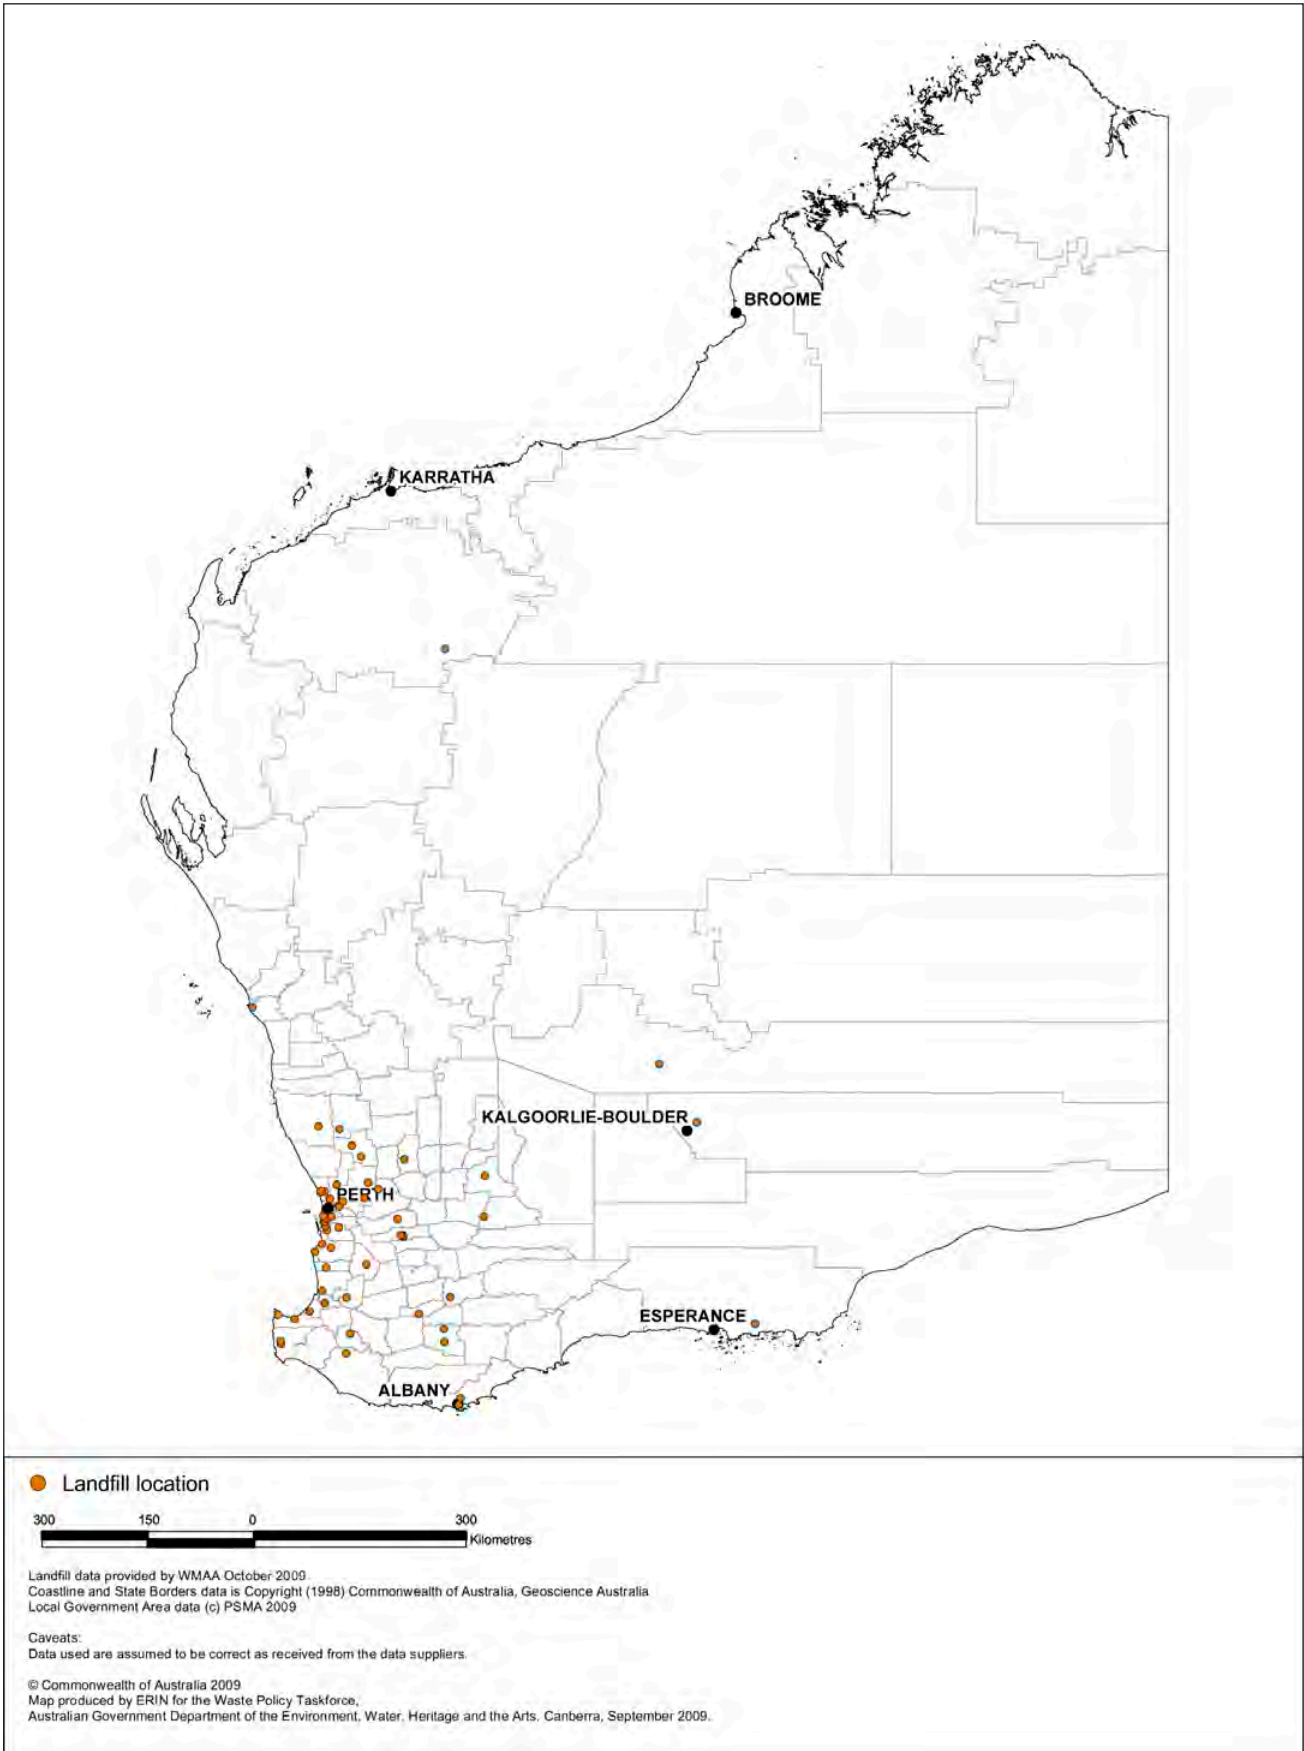 BROOME
KARRATHA
KALGOORLIE-BOULDER
PERTH
ESPERANCE
ALBANY
Landfill location
300 150 0 300
Kilometres
Landfill data provided by WMAA October 2009.
Coastline and State Borders data is Copyright (1998) Commonwealth of Australia, Geoscience Australia
Local Government Area data (c) PSMA 2009
Caveats:
Data used are assumed to be correct as received from the data suppliers.
© Commonwealth of Australia 2009
Map produced by ERIN for the Waste Policy Taskforce,
Australian Government Department of the Environment, Water, Heritage and the Arts. Canberra, September 2009.